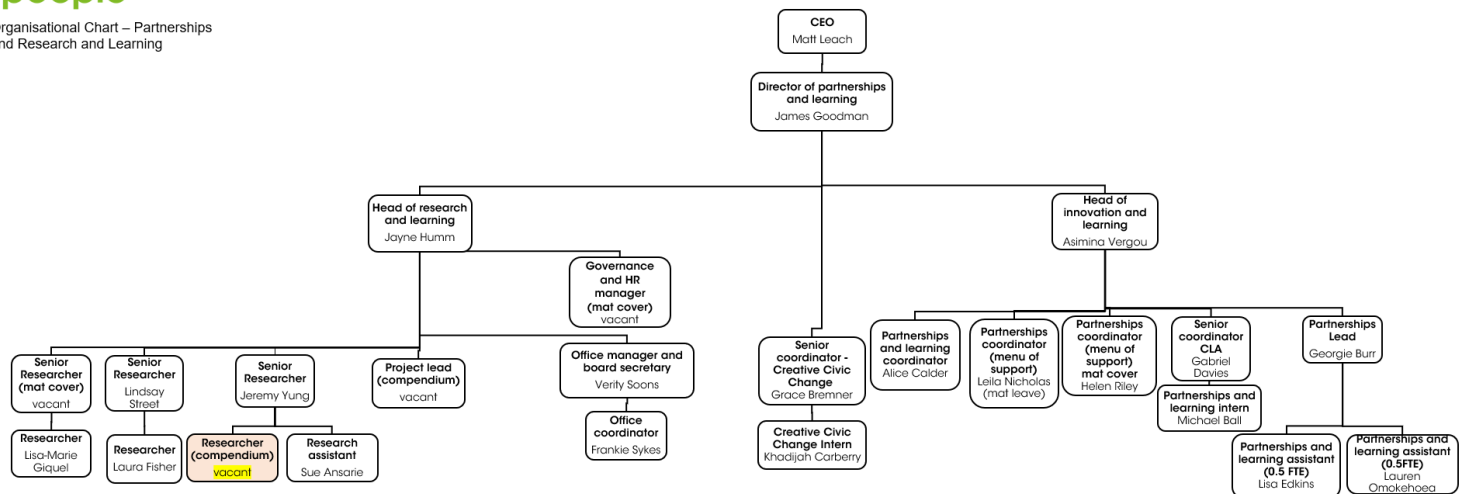 people
rganisational Chart – Partnerships
nd Research and Learning
CEO
Matt Leach
Director of partnerships
and learning
James Goodman
Head of research
and learning
Jayne Humm
Head of
innovation and
learning
Asimina Vergou
Governance
and HR
manager
(mat cover)
vacant
Senior
Researcher
(mat cover)
vacant
Senior
Researcher
Lindsay
Street
Senior
Researcher
Jeremy Yung
Project lead
(compendium)
vacant
Office manager and
board secretary
Verity Soons
Senior
coordinator -
Creative Civic
Change
Grace Bremner
Partnerships
and learning
coordinator
Alice Calder
Partnerships
coordinator
(menu of
support)
Leila Nicholas
(mat leave)
Partnerships
coordinator
(menu of
support)
mat cover
Helen Riley
Senior
coordinator
CLA
Gabriel
Davies
Partnerships
Lead
Georgie Burr
Partnerships and
learning intern
Michael Ball
Researcher
Lisa-Marie
Giquel
Researcher
Laura Fisher
Researcher
(compendium)
vacant
Research
assistant
Sue Ansarie
Office
coordinator
Frankie Sykes
Creative Civic
Change Intern
Khadijah Carberry
Partnerships and
learning assistant
(0.5 FTE)
Lisa Edkins
Partnerships and
learning assistant
(0.5FTE)
Lauren
Omokehoea